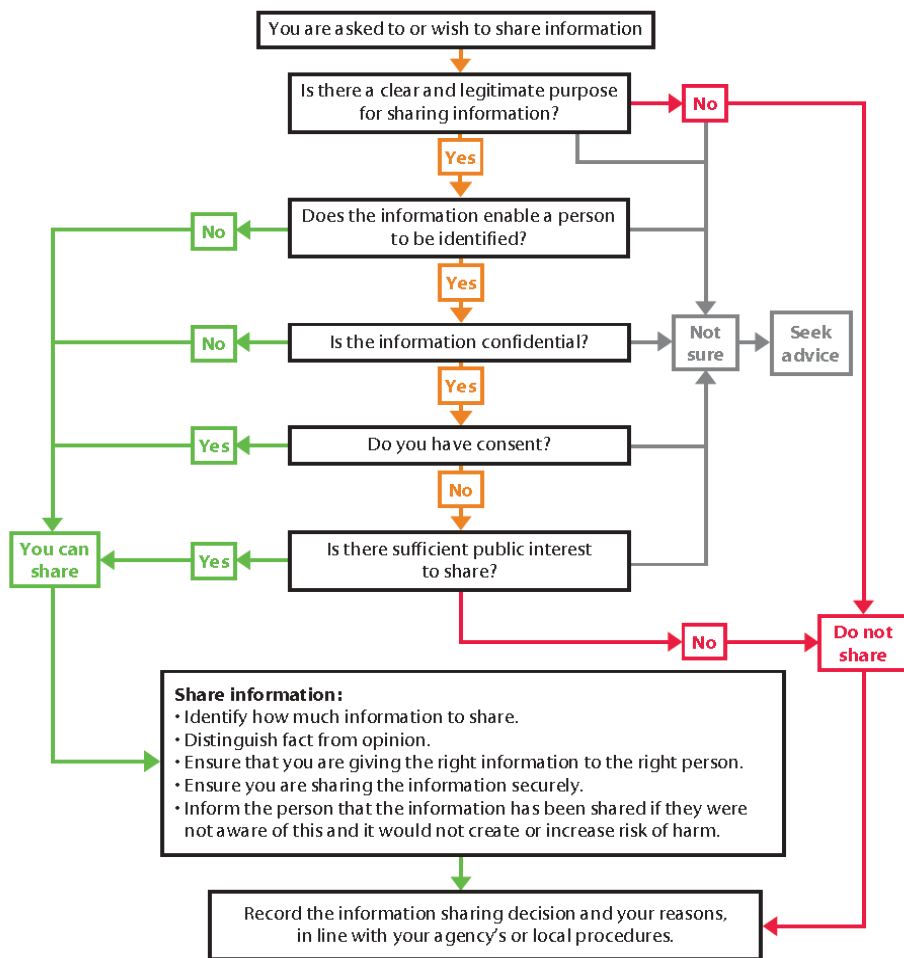 You are asked to or wish to share information
Is there a clear and legitimate purpose
for sharing information?
No
Yes
Does the information enable a person
to be identified?
No
Yes
Is the information confidential?
No
Not
sure
Seek
advice
Yes
Do you have consent?
Yes
No
Is there sufficient public interest
to share?
Yes
You can
share
No
Do not
share
Share information:
• Identify how much information to share.
• Distinguish fact from opinion.
• Ensure that you are giving the right information to the right person.
• Ensure you are sharing the information securely.
• Inform the person that the information has been shared if they were
not aware of this and it would not create or increase risk of harm.
Record the information sharing decision and your reasons,
in line with your agency’s or local procedures.